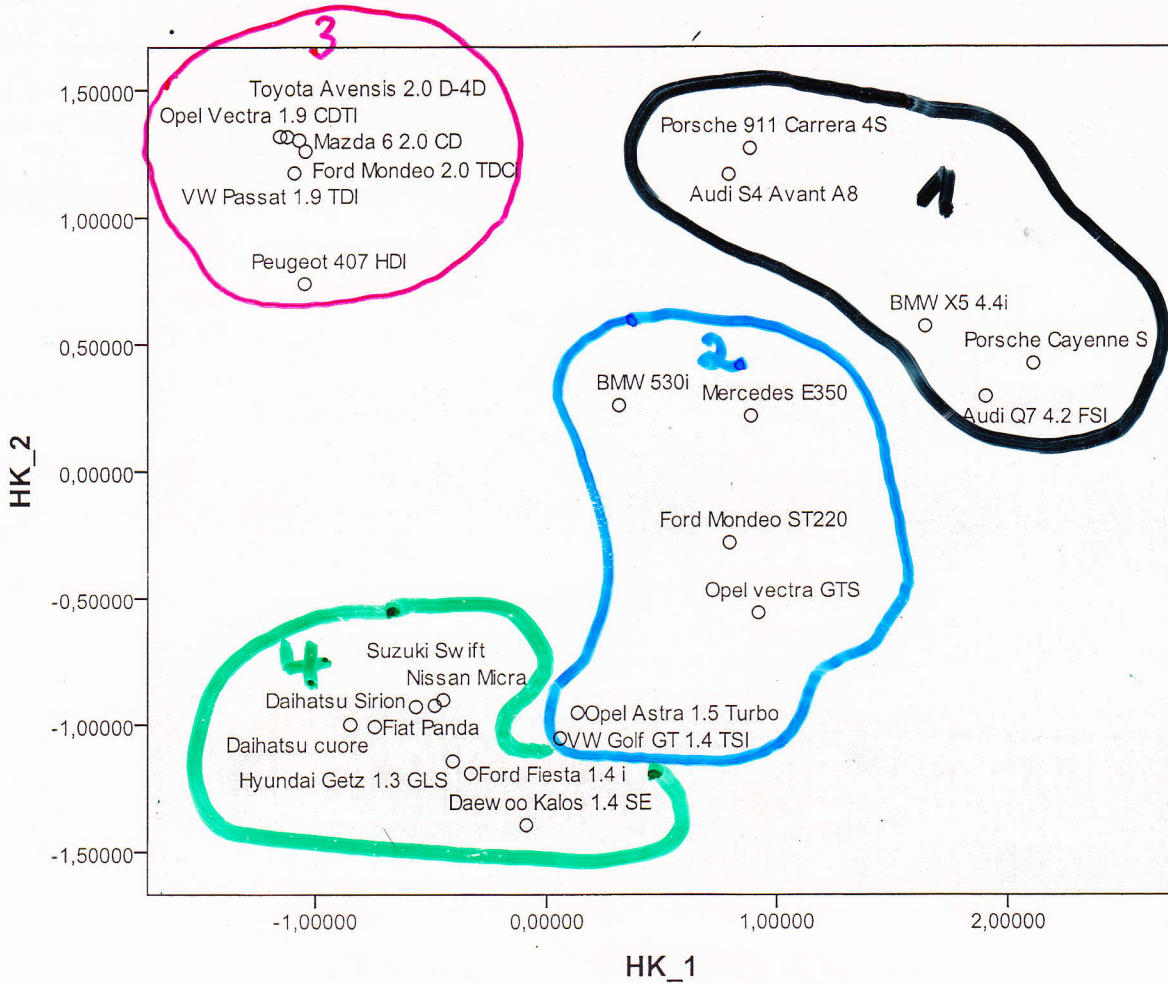 3
1,50000
Toyota Avensis 2.0 D-4D
Opel Vectra 1.9 CDTI
Mazda 6 2.0 CD
Ford Mondeo 2.0 TDCi
VW Passat 1.9 TDI
Porsche 911 Carrera 4S
Audi S4 Avant A8
1
1,00000
Peugeot 407 HDI
BMW X5 4.4i
Porsche Cayenne S
Audi Q7 4.2 FSI
0,50000
2
BMW 530i
Mercedes E350
HK_2
0,00000
Ford Mondeo ST220
-0,50000
Opel vectra GTS
4
Suzuki Swift
Nissan Micra
Daihatsu Sirion
Fiat Panda
Daihatsu cuore
Opel Astra 1.5 Turbo
VW Golf GT 1.4 TSI
-1,00000
Hyundai Getz 1.3 GLS
Ford Fiesta 1.4 i
Daewoo Kalos 1.4 SE
-1,50000
-1,00000 0,00000 1,00000 2,00000
HK_1